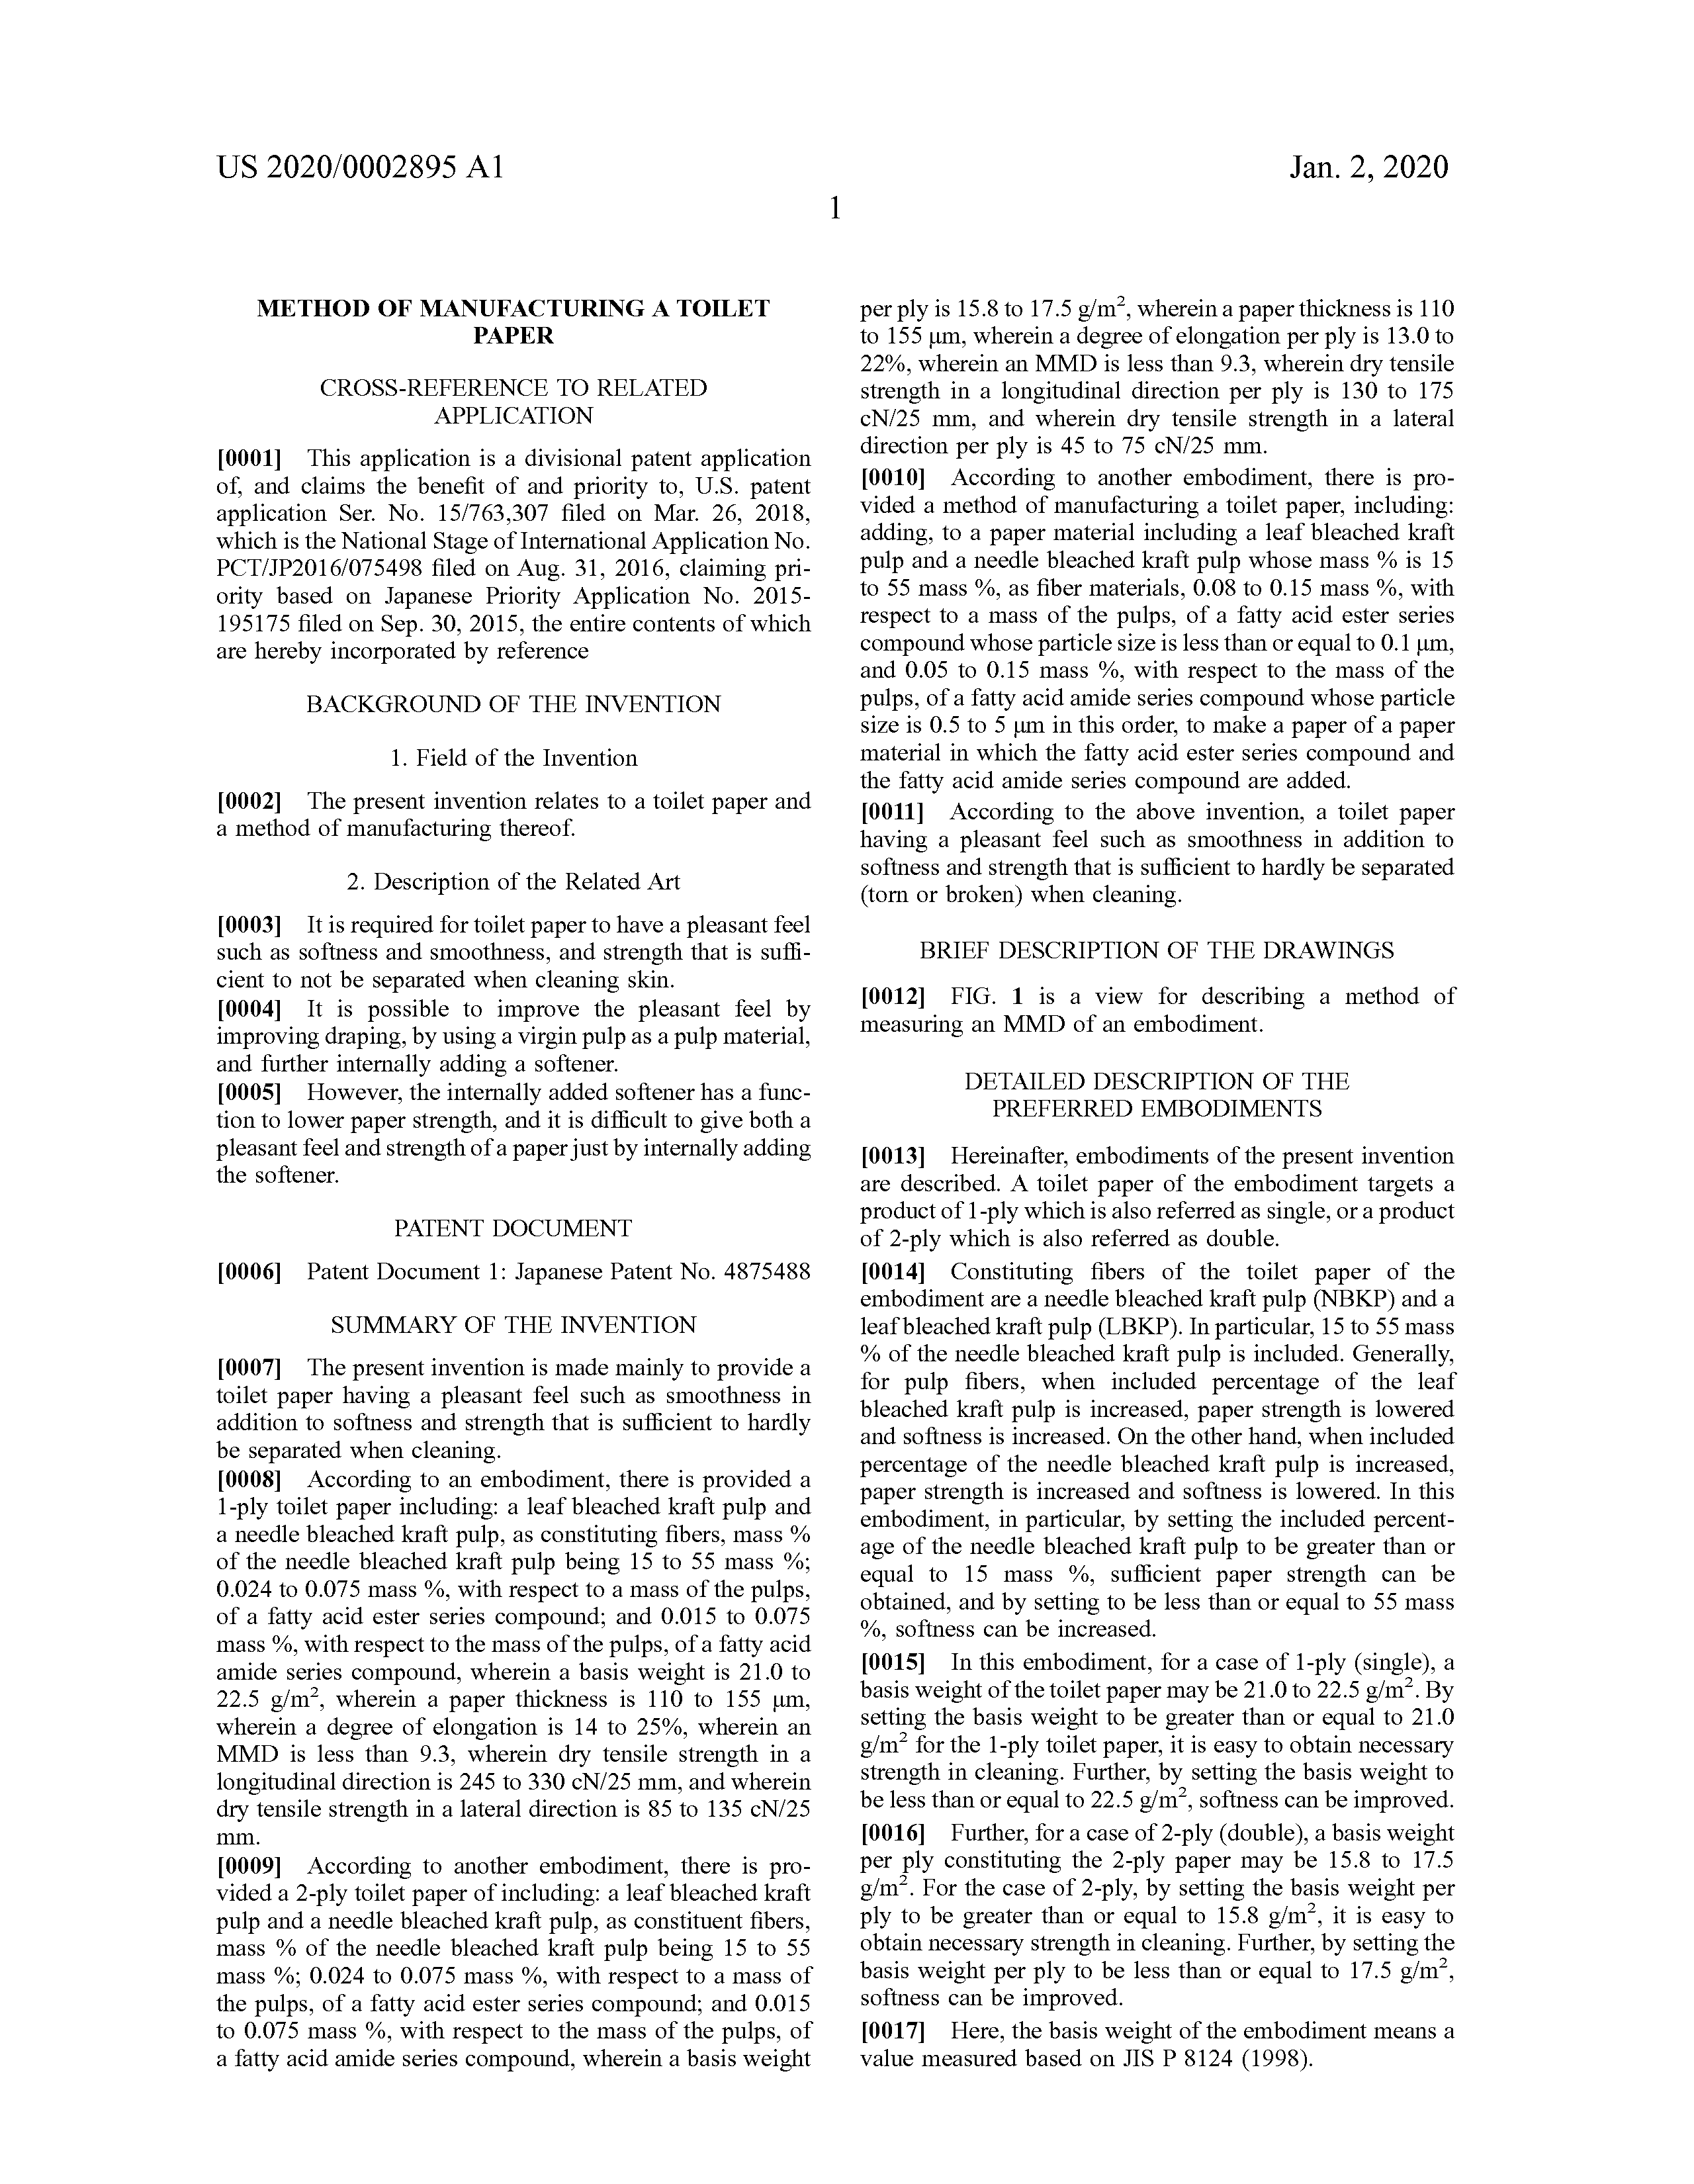 US 2020/0002895 A1
Jan. 2, 2020
1
METHOD OF MANUFACTURING A TOILET
PAPER
CROSS-REFERENCE TO RELATED
APPLICATION
[0001] This application is a divisional patent application
of, and claims the benefit of and priority to, U.S. patent
application Ser. No. 15/763,307 filed on Mar. 26, 2018,
which is the National Stage of International Application No.
PCT/JP2016/075498 filed on Aug. 31, 2016, claiming pri-
ority based on Japanese Priority Application No. 2015-
195175 filed on Sep. 30, 2015, the entire contents of which
are hereby incorporated by reference
BACKGROUND OF THE INVENTION
1. Field of the Invention
[0002] The present invention relates to a toilet paper and
a method of manufacturing thereof.
2. Description of the Related Art
[0003] It is required for toilet paper to have a pleasant feel
such as softness and smoothness, and strength that is suffi-
cient to not be separated when cleaning skin.
[0004] It is possible to improve the pleasant feel by
improving draping, by using a virgin pulp as a pulp material,
and further internally adding a softener.
[0005] However, the internally added softener has a func-
tion to lower paper strength, and it is difficult to give both a
pleasant feel and strength of a paper just by internally adding
the softener.
PATENT DOCUMENT
[0006] Patent Document 1: Japanese Patent No. 4875488
SUMMARY OF THE INVENTION
[0007] The present invention is made mainly to provide a
toilet paper having a pleasant feel such as smoothness in
addition to softness and strength that is sufficient to hardly
be separated when cleaning.
[0008] According to an embodiment, there is provided a
1-ply toilet paper including: a leaf bleached kraft pulp and
a needle bleached kraft pulp, as constituting fibers, mass %
of the needle bleached kraft pulp being 15 to 55 mass %;
0.024 to 0.075 mass %, with respect to a mass of the pulps,
of a fatty acid ester series compound; and 0.015 to 0.075
mass %, with respect to the mass of the pulps, of a fatty acid
amide series compound, wherein a basis weight is 21.0 to
22.5 g/m², wherein a paper thickness is 110 to 155 μm,
wherein a degree of elongation is 14 to 25%, wherein an
MMD is less than 9.3, wherein dry tensile strength in a
longitudinal direction is 245 to 330 cN/25 mm, and wherein
dry tensile strength in a lateral direction is 85 to 135 cN/25
mm.
[0009] According to another embodiment, there is pro-
vided a 2-ply toilet paper of including: a leaf bleached kraft
pulp and a needle bleached kraft pulp, as constituent fibers,
mass % of the needle bleached kraft pulp being 15 to 55
mass %; 0.024 to 0.075 mass %, with respect to a mass of
the pulps, of a fatty acid ester series compound; and 0.015
to 0.075 mass %, with respect to the mass of the pulps, of
a fatty acid amide series compound, wherein a basis weight
per ply is 15.8 to 17.5 g/m², wherein a paper thickness is 110
to 155 μm, wherein a degree of elongation per ply is 13.0 to
22%, wherein an MMD is less than 9.3, wherein dry tensile
strength in a longitudinal direction per ply is 130 to 175
cN/25 mm, and wherein dry tensile strength in a lateral
direction per ply is 45 to 75 cN/25 mm.
[0010] According to another embodiment, there is pro-
vided a method of manufacturing a toilet paper, including:
adding, to a paper material including a leaf bleached kraft
pulp and a needle bleached kraft pulp whose mass % is 15
to 55 mass %, as fiber materials, 0.08 to 0.15 mass %, with
respect to a mass of the pulps, of a fatty acid ester series
compound whose particle size is less than or equal to 0.1 μm,
and 0.05 to 0.15 mass %, with respect to the mass of the
pulps, of a fatty acid amide series compound whose particle
size is 0.5 to 5 μm in this order, to make a paper of a paper
material in which the fatty acid ester series compound and
the fatty acid amide series compound are added.
[0011] According to the above invention, a toilet paper
having a pleasant feel such as smoothness in addition to
softness and strength that is sufficient to hardly be separated
(torn or broken) when cleaning.
BRIEF DESCRIPTION OF THE DRAWINGS
[0012] FIG. 1 is a view for describing a method of
measuring an MMD of an embodiment.
DETAILED DESCRIPTION OF THE
PREFERRED EMBODIMENTS
[0013] Hereinafter, embodiments of the present invention
are described. A toilet paper of the embodiment targets a
product of 1-ply which is also referred as single, or a product
of 2-ply which is also referred as double.
[0014] Constituting fibers of the toilet paper of the
embodiment are a needle bleached kraft pulp (NBKP) and a
leaf bleached kraft pulp (LBKP). In particular, 15 to 55 mass
% of the needle bleached kraft pulp is included. Generally,
for pulp fibers, when included percentage of the leaf
bleached kraft pulp is increased, paper strength is lowered
and softness is increased. On the other hand, when included
percentage of the needle bleached kraft pulp is increased,
paper strength is increased and softness is lowered. In this
embodiment, in particular, by setting the included percent-
age of the needle bleached kraft pulp to be greater than or
equal to 15 mass %, sufficient paper strength can be
obtained, and by setting to be less than or equal to 55 mass
%, softness can be increased.
[0015] In this embodiment, for a case of 1-ply (single), a
basis weight of the toilet paper may be 21.0 to 22.5 g/m². By
setting the basis weight to be greater than or equal to 21.0
g/m² for the 1-ply toilet paper, it is easy to obtain necessary
strength in cleaning. Further, by setting the basis weight to
be less than or equal to 22.5 g/m², softness can be improved.
[0016] Further, for a case of 2-ply (double), a basis weight
per ply constituting the 2-ply paper may be 15.8 to 17.5
g/m². For the case of 2-ply, by setting the basis weight per
ply to be greater than or equal to 15.8 g/m², it is easy to
obtain necessary strength in cleaning. Further, by setting the
basis weight per ply to be less than or equal to 17.5 g/m²,
softness can be improved.
[0017] Here, the basis weight of the embodiment means a
value measured based on JIS P 8124 (1998).